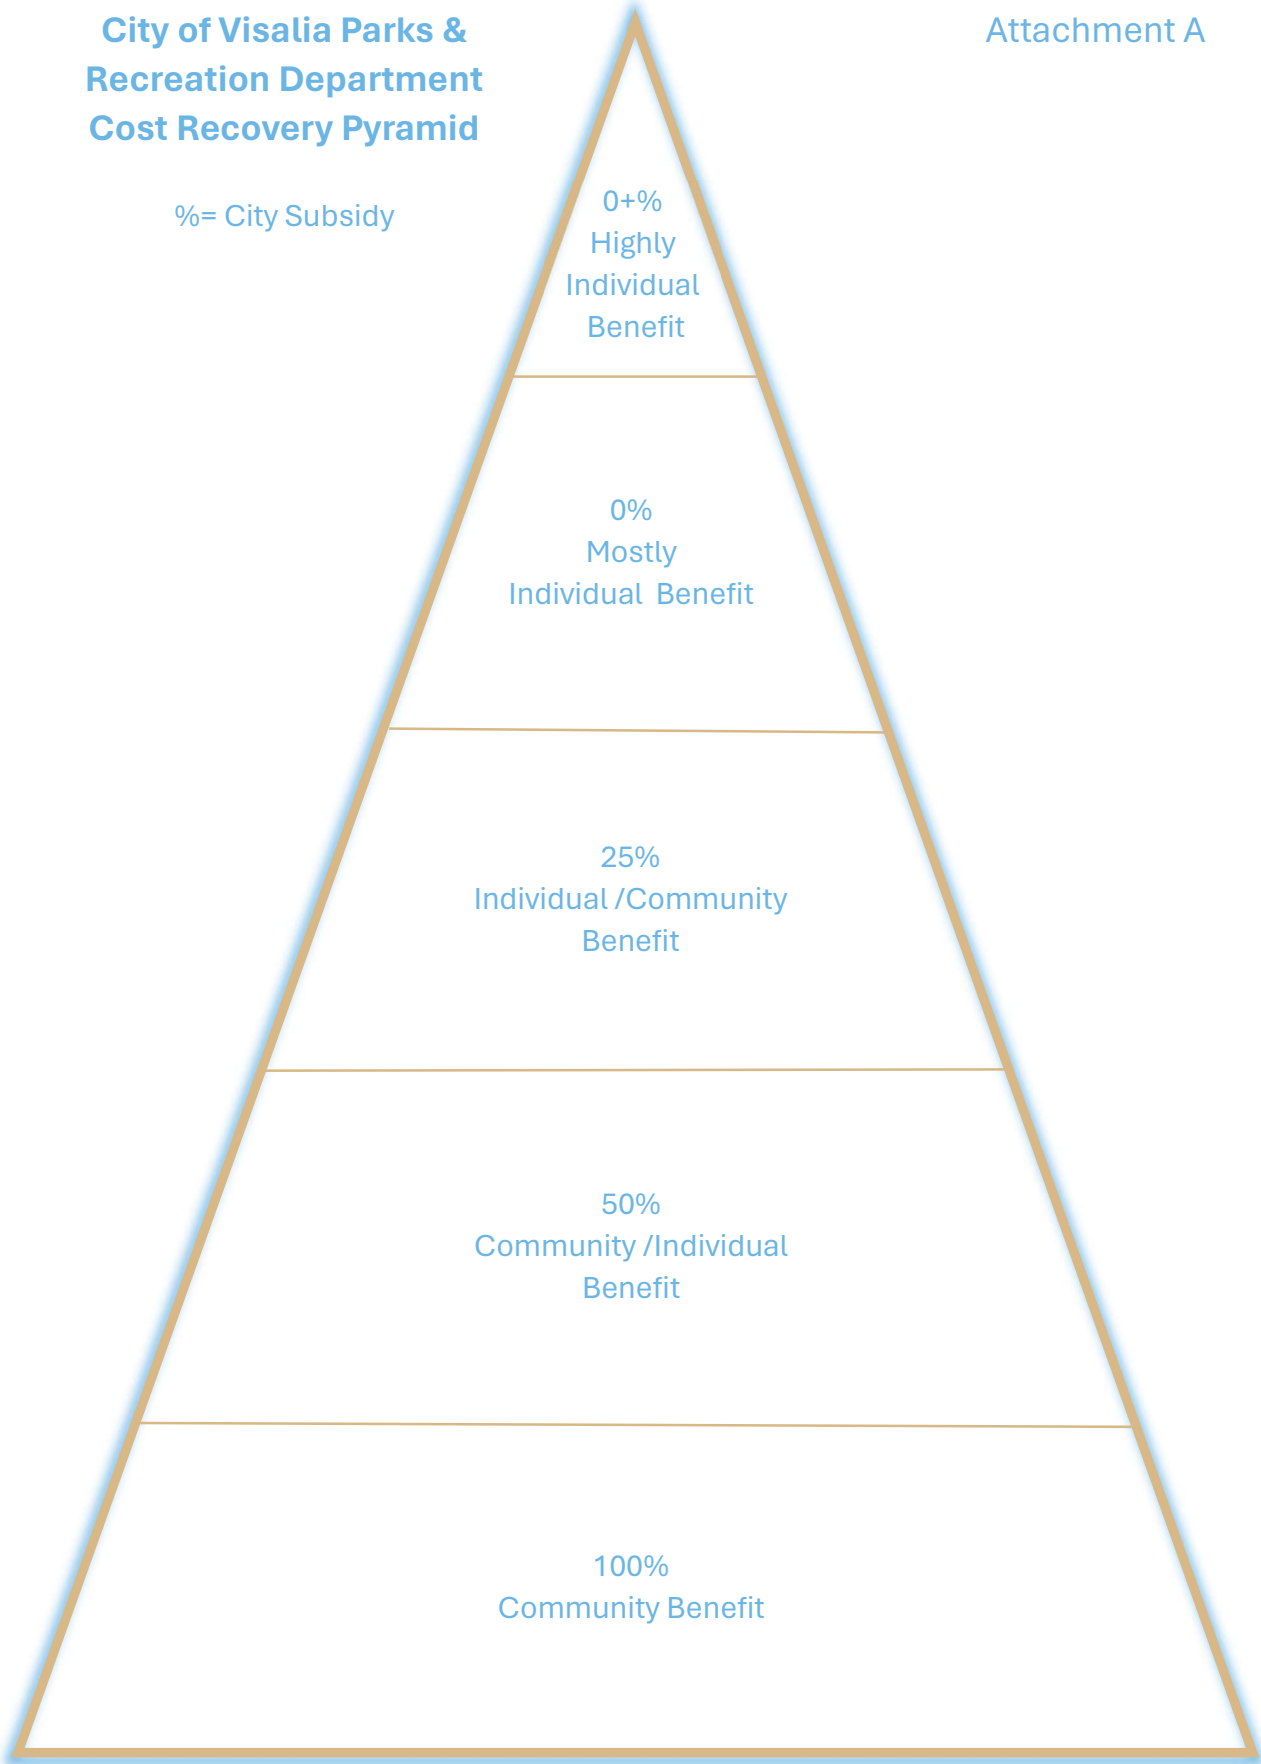 City of Visalia Parks &
Recreation Department
Cost Recovery Pyramid
Attachment A
%= City Subsidy
0+%
Highly
Individual
Benefit
0%
Mostly
Individual  Benefit
25%
Individual /Community
Benefit
50%
Community /Individual
Benefit
100%
Community Benefit